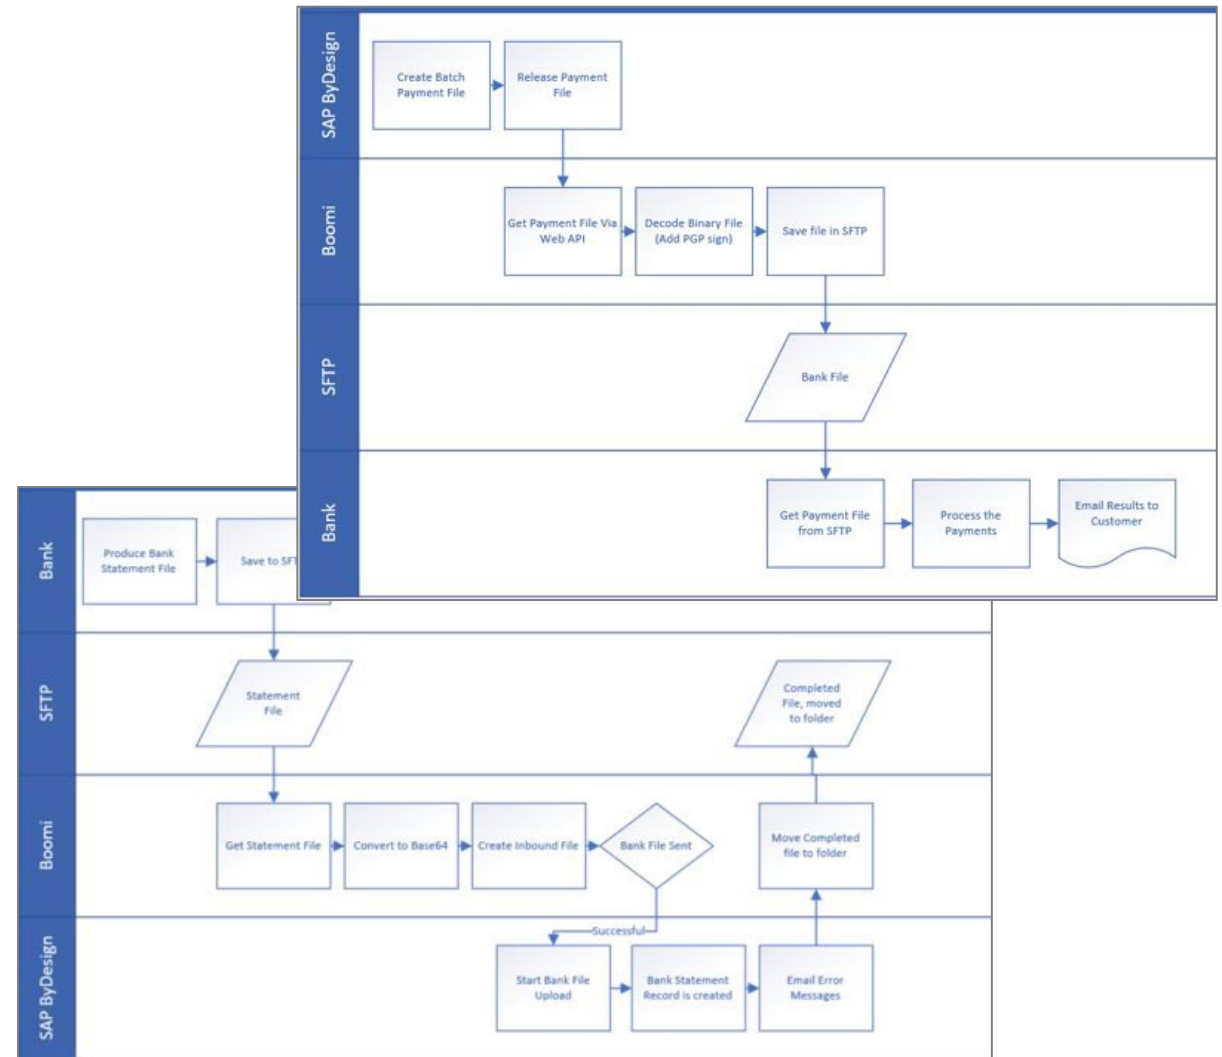 SAP ByDesign
Create Batch
Payment File
Release Payment
File
Boomi
Get Payment File Via
Web API
Decode Binary File
(Add PGP sign)
Save file in SFTP
SFTP
Bank File
Bank
Get Payment File
from SFTP
Process the
Payments
Email Results to
Customer
Bank
Produce Bank
Statement File
Save to SFT
SFTP
Statement
File
Completed
File, moved
to folder
Boomi
Get Statement File
Convert to Base64
Create Inbound File
Bank File Sent
Move Completed
file to folder
SAP ByDesign
Successful
Start Bank File
Upload
Bank Statement
Record is created
Email Error
Messages